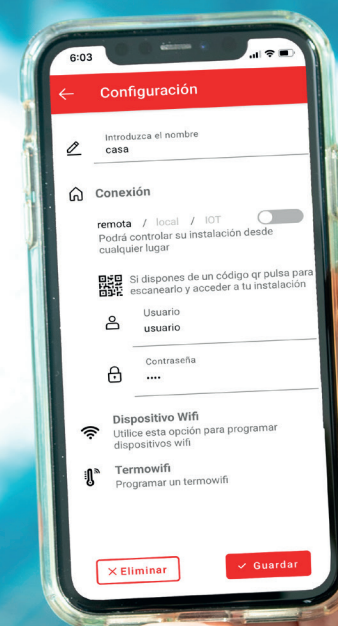 6:03
Configuración
Introduzca el nombre
casa
Conexión
remota / local / IOT
Podrá controlar su instalación desde
cualquier lugar
Si dispones de un código qr pulsa para
escanearlo y acceder a tu instalación
Usuario
usuario
Contraseña
••••
Dispositivo Wifi
Utilice esta opción para programar
dispositivos wifi
Termowifi
Programar un termowifi
Eliminar
Guardar